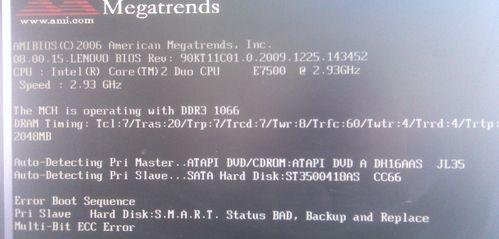 Megatrends
www.ami.com
AMIBIOS(C)2006 American Megatrends, Inc.
08.00.15.LENOVO BIOS Rev: 90KT11C01.0.2009.1225.143452
CPU : Intel(R) Core(TM)2 Duo CPU E7500 @ 2.93GHz
Speed : 2.93 GHz
The MCH is operating with DDR3 1066
DRAM Timing: Tcl:7/Tras:20/Trp:7/Trcd:7/Twr:8/Trfc:60/Twtr:4/Trrd:4/Trtp:
2048MB
Auto-Detecting Pri Master..ATAPI DVD/CDROM:ATAPI DVD A DH16AAS JL35
Auto-Detecting Pri Slave...SATA Hard Disk:ST3500418AS CC66
Error Boot Sequence
Pri Slave Hard Disk:S.M.A.R.T. Status BAD, Backup and Replace
Multi-Bit ECC Error